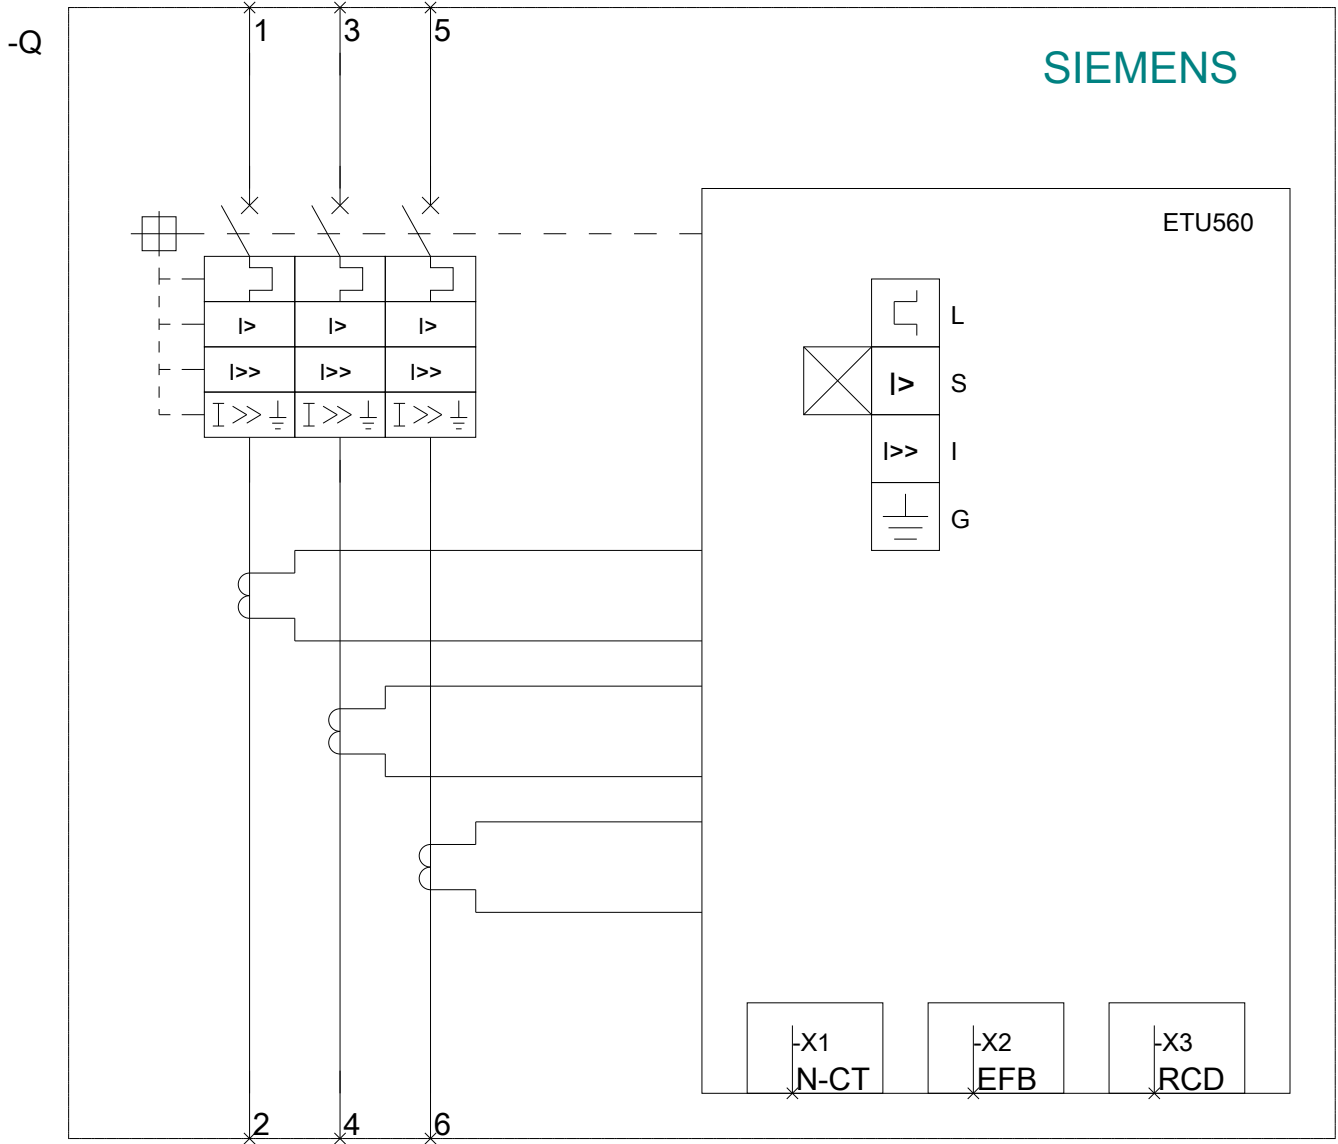 1 3 5
-Q
SIEMENS
ETU560
L
I> I> I>
I>> I>> I>>
I >> I >> I >>
I> S
I>> I
G
-X1 -X2 -X3
N-CT EFB RCD
2 4 6